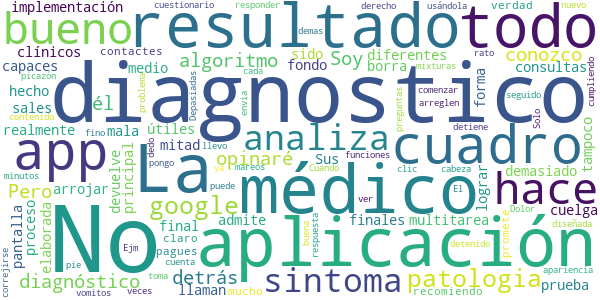 implementación
bueno
resultado
todo
cuestionario
responder
derecho
usándola
verdad
nuevo
clínicos
contactes
demas
rato
mixturas
cumpliendo
capaces
medio
algoritmo
sido
Soy
diferentes
conozco
consultas
picazón
problema
Depasiadas
cada
fondo
borra
preguntas
comenzar
arreglen
forma
hecho
él
diagnostico
sales
envia
seguido
Solo
contenido
realmente
fino
mala
útiles
analiza
cuadro
detiene
tampoco
dedo
mitad
Sus
app
La
médico
hace
minutos
pongo
llevo
opinaré
y
mareos
Cuando
funciones
clic
cabeza
El
demasiado
lograr
Pero
arrojar
devuelve
principal
google
puede
ver
buena
respuesta
promete
Dolor
diseñada
pantalla
proceso
elaborada
No
aplicación
final
admite
finales
multitarea
detenido
cuelga
corregirse
claro
pagues
Ejm
toma
cuenta
apariencia
pie
diagnóstico
detrás
sintoma
patologia
prueba
vomitos
veces
llaman
mucho
recomiendo